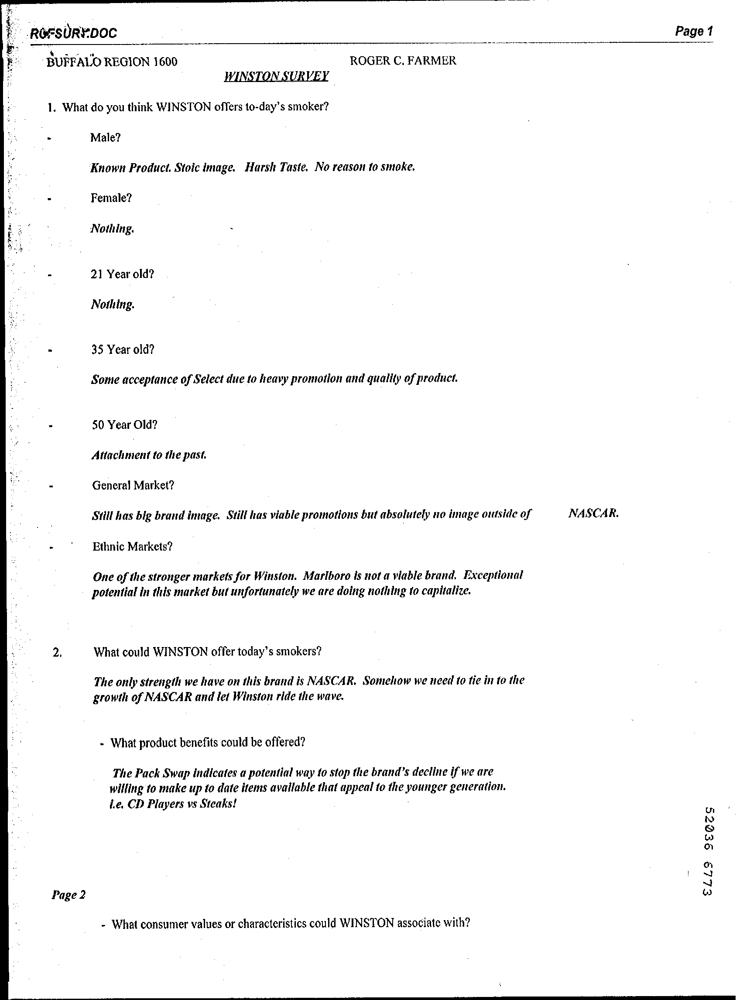 ROFSURY.DOC Page 1
BUFFALO REGION 1600 ROGER C. FARMER
WINSTON SURVEY
1. What do you think WINSTON offers to-day's smoker?
- Male?
Known Product. Stoic image. Harsh Taste. No reason to smoke.
- Female?
Nothing.
- 21 Year old?
Nothing.
- 35 Year old?
Some acceptance of Select due to heavy promotion and quality of product.
- 50 Year Old?
Attachment to the past.
- General Market?
Still has big brand image. Still has viable promotions but absolutely no image outside of NASCAR.
- Ethnic Markets?
One of the stronger markets for Winston. Marlboro is not a viable brand. Exceptional
potential in this market but unfortunately we are doing nothing to capitalize.
2. What could WINSTON offer today's smokers?
The only strength we have on this brand is NASCAR. Somehow we need to tie in to the
growth of NASCAR and let Winston ride the wave.
- What product benefits could be offered?
The Pack Swap indicates a potential way to stop the brand's decline if we are
willing to make up to date items available that appeal to the younger generation.
i.e. CD Players vs Steaks!
52036 6773
Page 2
- What consumer values or characteristics could WINSTON associate with?